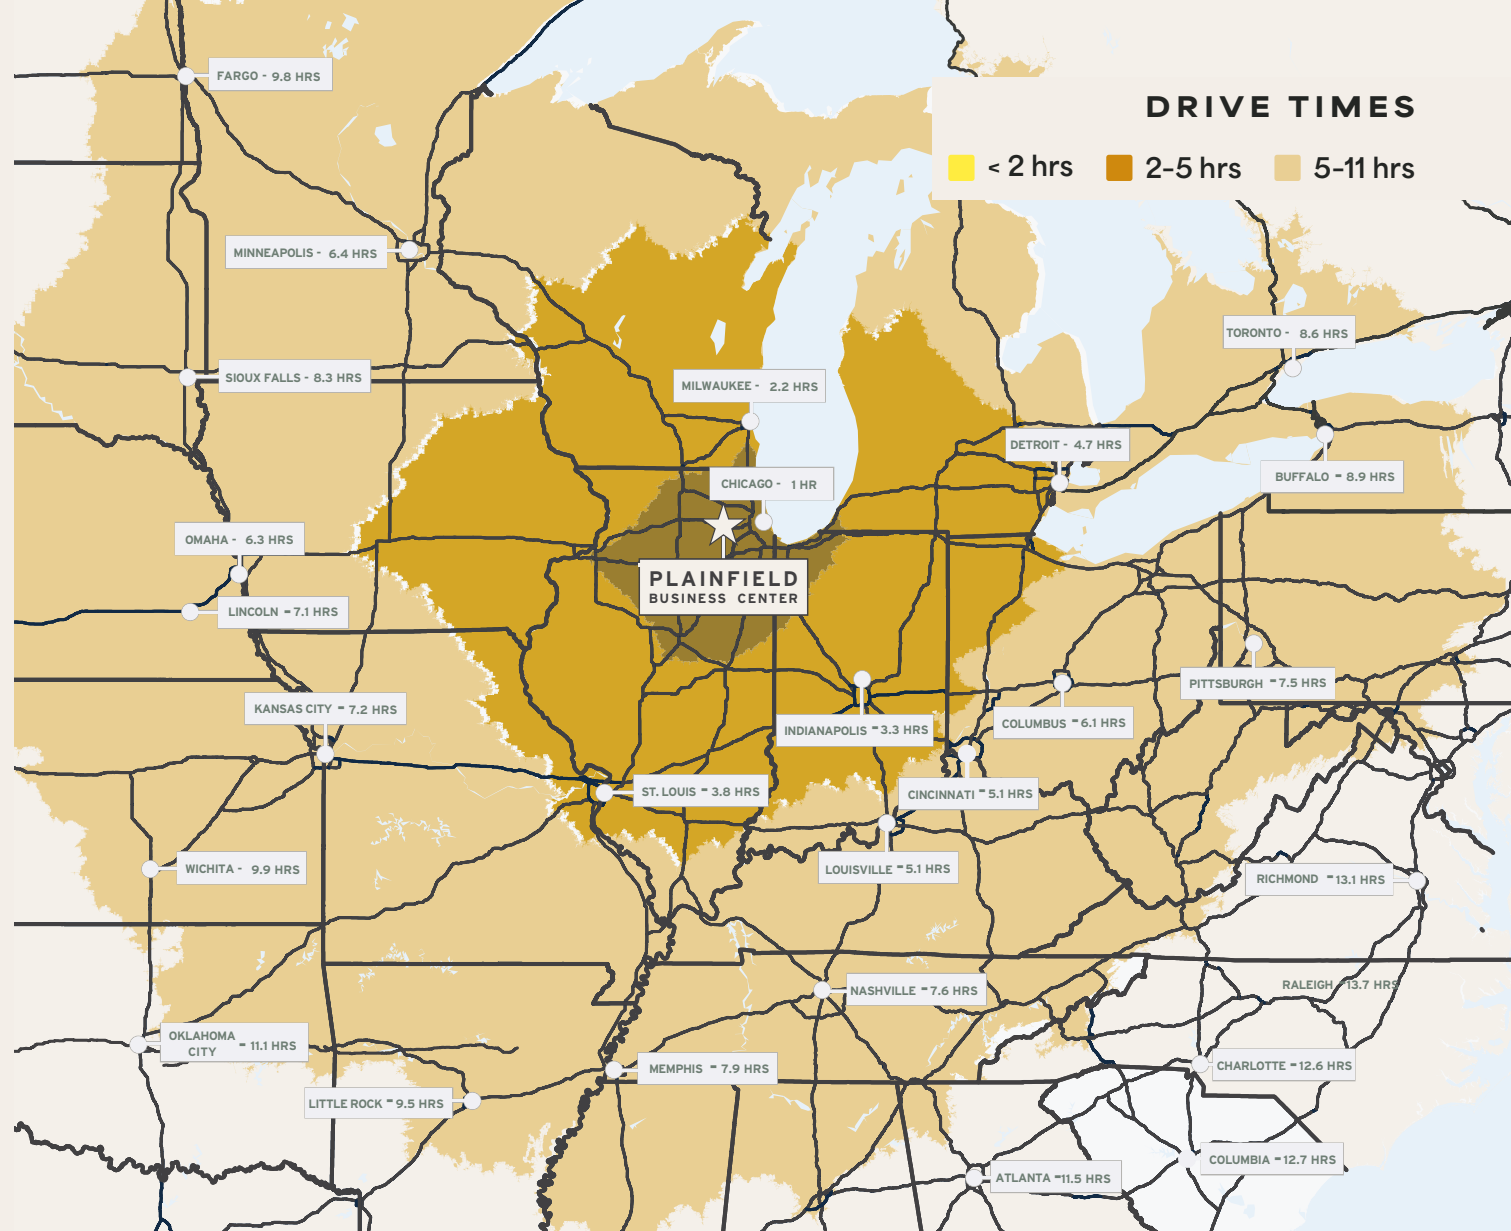 FARGO - 9.8 HRS
DRIVE TIMES
< 2 hrs
2-5 hrs
5-11 hrs
MINNEAPOLIS - 6.4 HRS
TORONTO - 8.6 HRS
SIOUX FALLS - 8.3 HRS
MILWAUKEE - 2.2 HRS
DETROIT - 4.7 HRS
BUFFALO - 8.9 HRS
CHICAGO - 1 HR
OMAHA - 6.3 HRS
PLAINFIELD
BUSINESS CENTER
LINCOLN - 7.1 HRS
PITTSBURGH - 7.5 HRS
KANSAS CITY - 7.2 HRS
COLUMBUS - 6.1 HRS
INDIANAPOLIS - 3.3 HRS
ST. LOUIS - 3.8 HRS
CINCINNATI - 5.1 HRS
WICHITA - 9.9 HRS
LOUISVILLE - 5.1 HRS
RICHMOND - 13.1 HRS
RALEIGH - 13.7 HRS
NASHVILLE - 7.6 HRS
OKLAHOMA
CITY - 11.1 HRS
MEMPHIS - 7.9 HRS
CHARLOTTE - 12.6 HRS
LITTLE ROCK - 9.5 HRS
COLUMBIA - 12.7 HRS
ATLANTA - 11.5 HRS